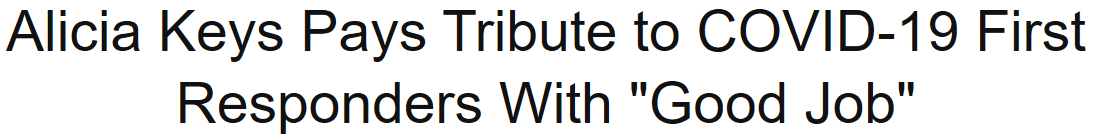 Alicia Keys Pays Tribute to COVID-19 First
Responders With "Good Job"